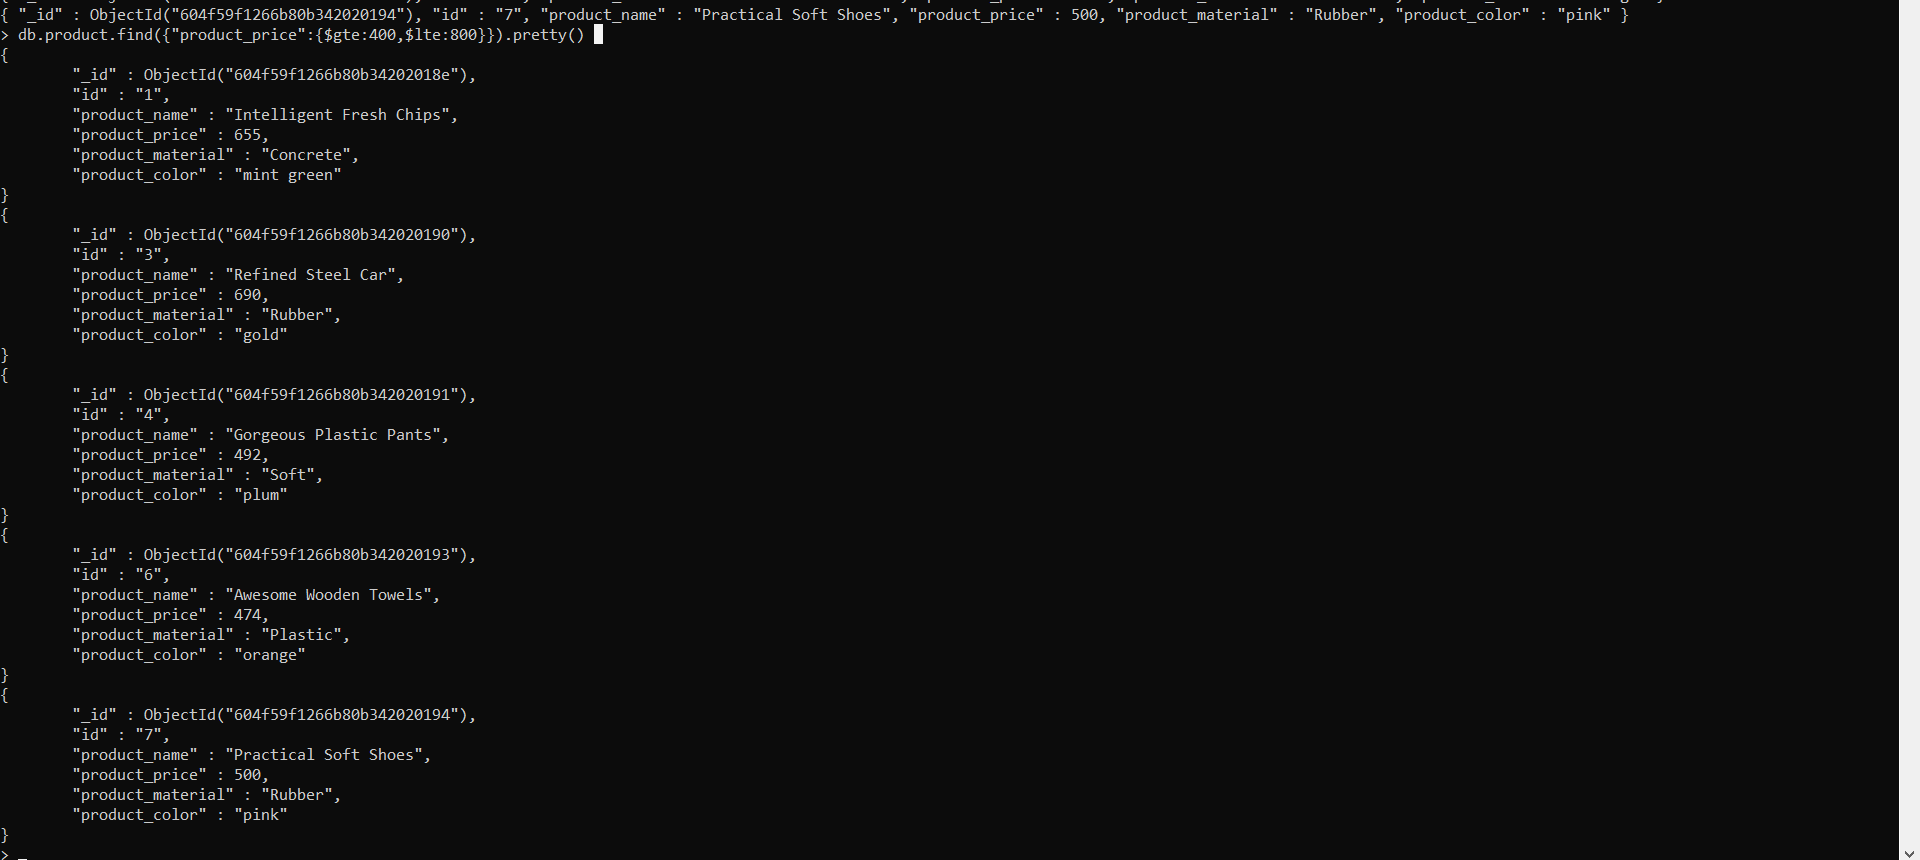 { "_id" : ObjectId("604f59f1266b80b342020194"), "id" : "7", "product_name" : "Practical Soft Shoes", "product_price" : 500, "product_material" : "Rubber", "product_color" : "pink" }
> db.product.find({"product_price":{$gte:400,$lte:800}}).pretty()
{
        "_id" : ObjectId("604f59f1266b80b34202018e"),
        "id" : "1",
        "product_name" : "Intelligent Fresh Chips",
        "product_price" : 655,
        "product_material" : "Concrete",
        "product_color" : "mint green"
}
{
        "_id" : ObjectId("604f59f1266b80b342020190"),
        "id" : "3",
        "product_name" : "Refined Steel Car",
        "product_price" : 690,
        "product_material" : "Rubber",
        "product_color" : "gold"
}
{
        "_id" : ObjectId("604f59f1266b80b342020191"),
        "id" : "4",
        "product_name" : "Gorgeous Plastic Pants",
        "product_price" : 492,
        "product_material" : "Soft",
        "product_color" : "plum"
}
{
        "_id" : ObjectId("604f59f1266b80b342020193"),
        "id" : "6",
        "product_name" : "Awesome Wooden Towels",
        "product_price" : 474,
        "product_material" : "Plastic",
        "product_color" : "orange"
}
{
        "_id" : ObjectId("604f59f1266b80b342020194"),
        "id" : "7",
        "product_name" : "Practical Soft Shoes",
        "product_price" : 500,
        "product_material" : "Rubber",
        "product_color" : "pink"
}
> _